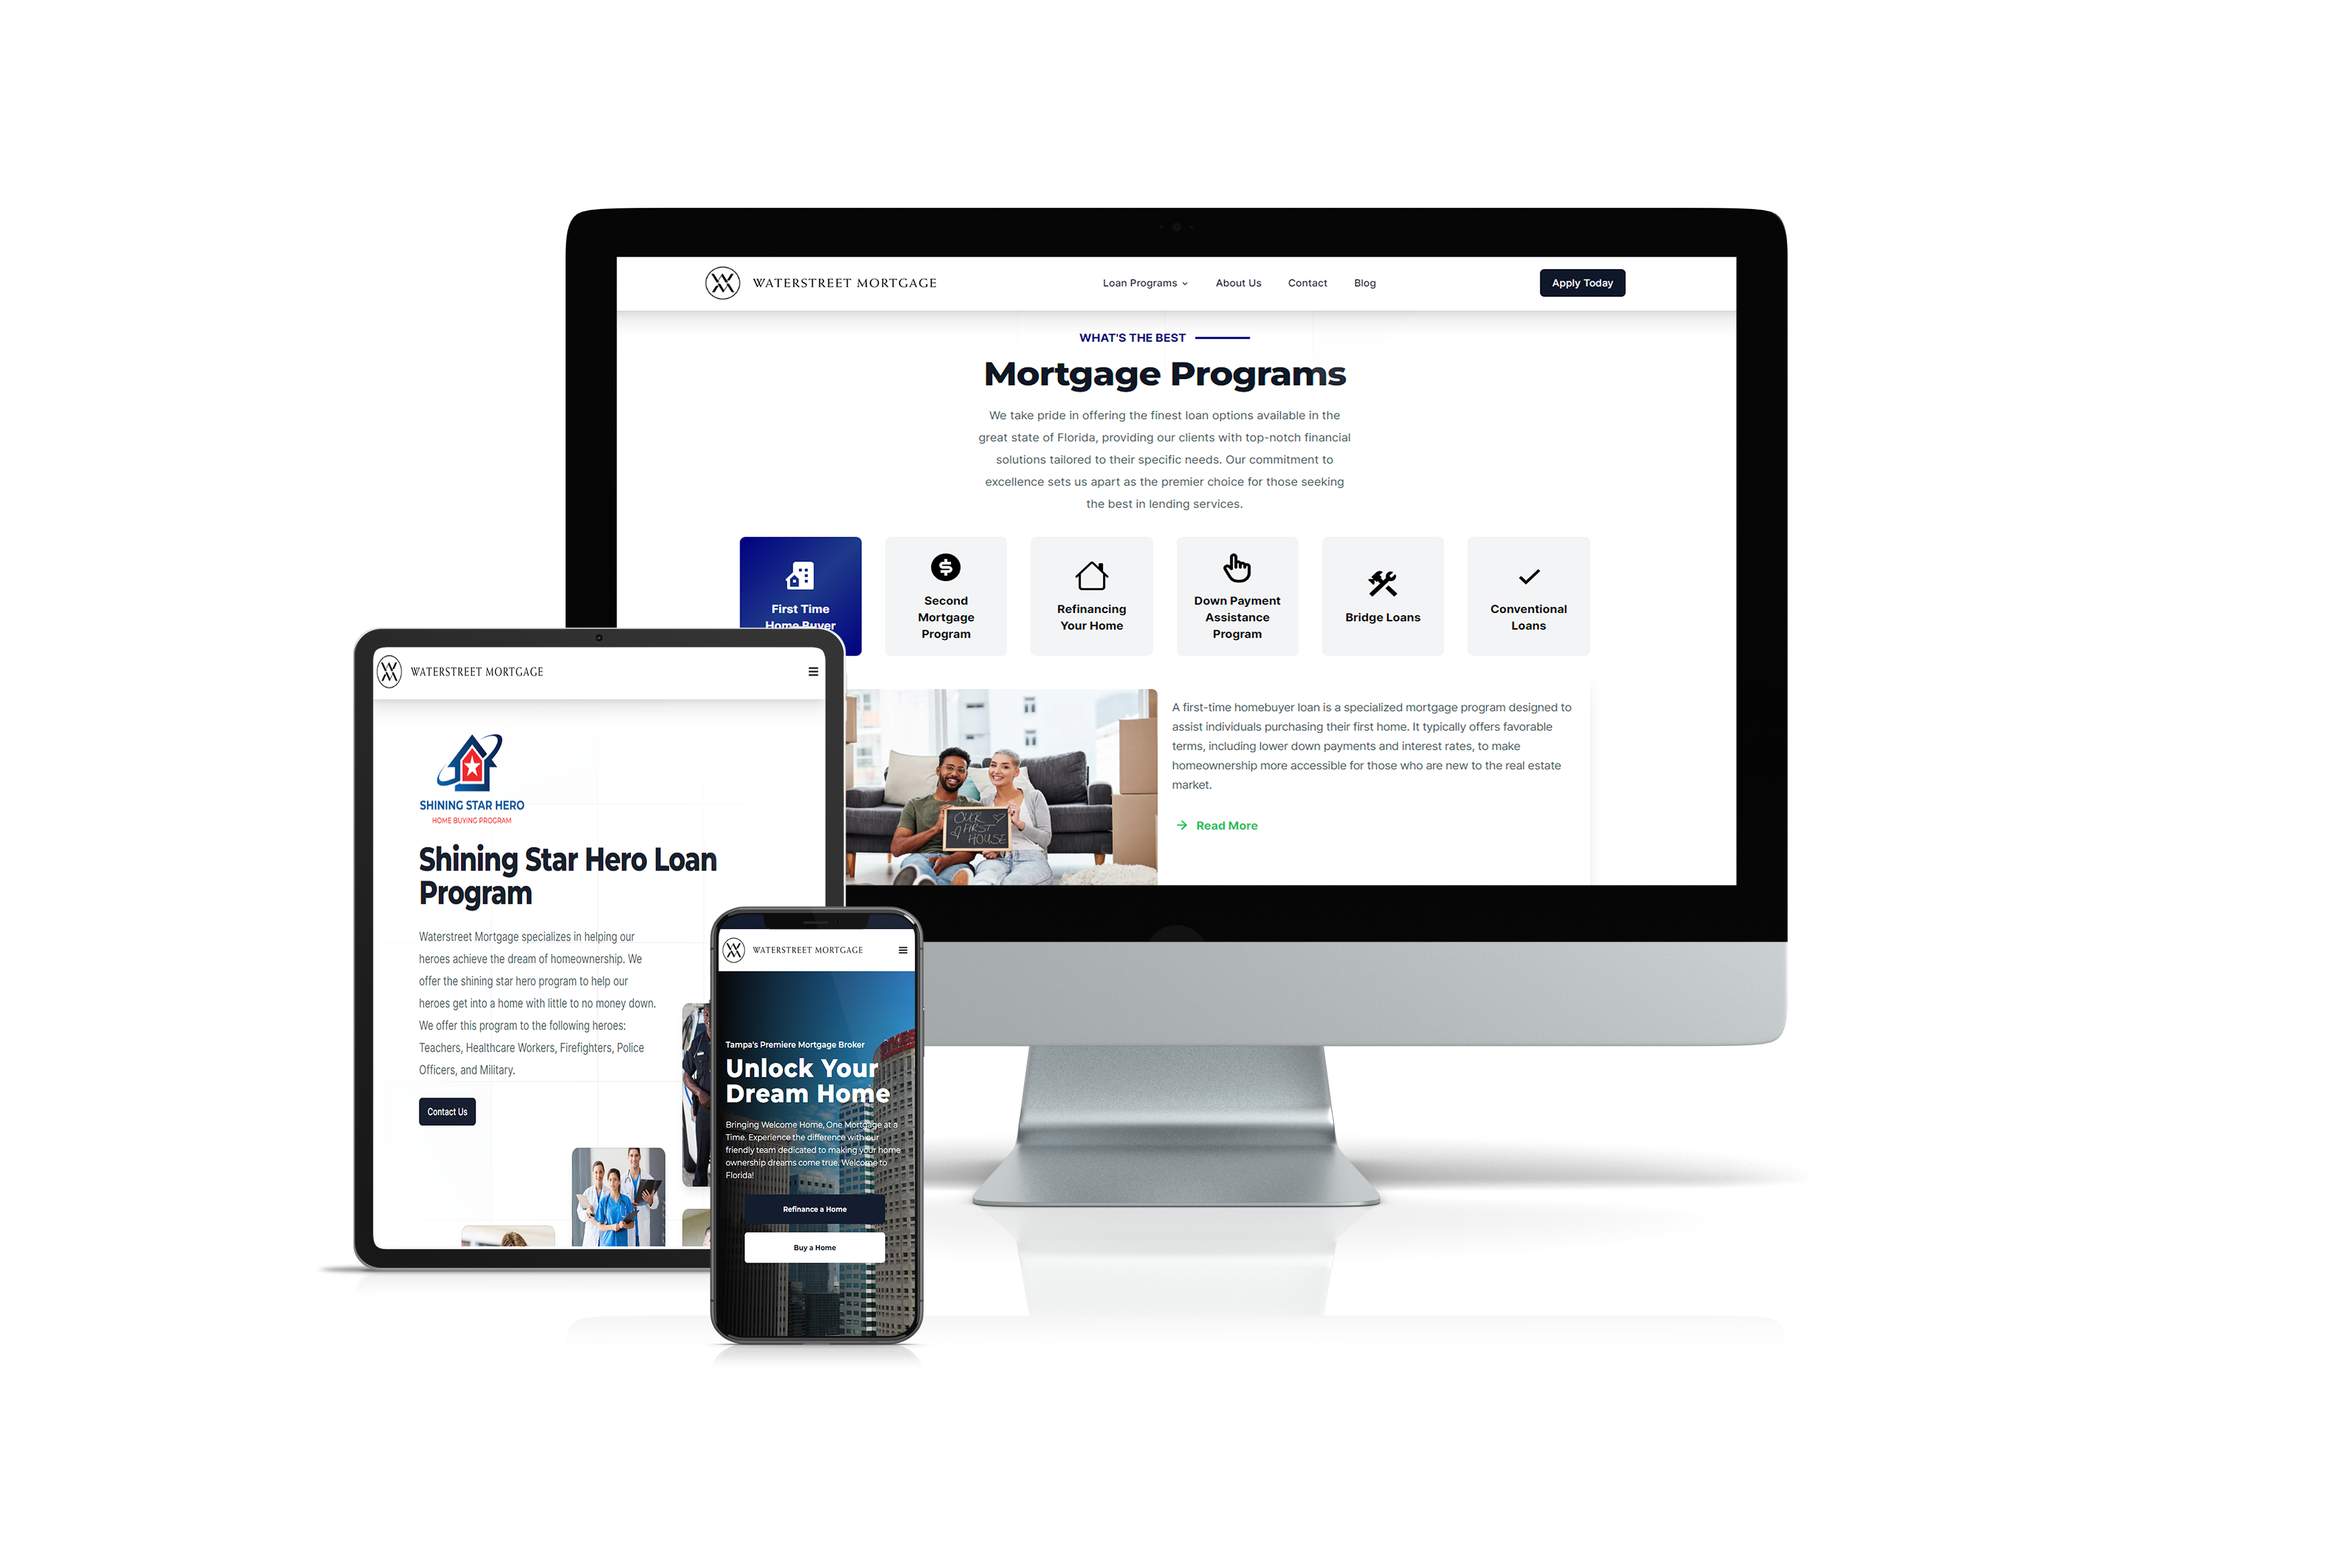 WATERSTREET MORTGAGE
Loan Programs
About Us
Contact
Blog
Apply Today
WHAT'S THE BEST
Mortgage Programs
We take pride in offering the finest loan options available in the
great state of Florida, providing our clients with top-notch financial
solutions tailored to their specific needs. Our commitment to
excellence sets us apart as the premier choice for those seeking
the best in lending services.
First Time
Home Buyer
Second
Mortgage
Program
Refinancing
Your Home
Down Payment
Assistance
Program
Bridge Loans
Conventional
Loans
OUR
FIRST
HOUSE
A first-time homebuyer loan is a specialized mortgage program designed to
assist individuals purchasing their first home. It typically offers favorable
terms, including lower down payments and interest rates, to make
homeownership more accessible for those who are new to the real estate
market.
Read More
WATERSTREET MORTGAGE
SHINING STAR HERO
HOME BUYING PROGRAM
Shining Star Hero Loan
Program
Waterstreet Mortgage specializes in helping our
heroes achieve the dream of homeownership. We
offer the shining star hero program to help our
heroes get into a home with little to no money down.
We offer this program to the following heroes:
Teachers, Healthcare Workers, Firefighters, Police
Officers, and Military.
Contact Us
WATERSTREET MORTGAGE
Tampa's Premiere Mortgage Broker
Unlock Your
Dream Home
Bringing Welcome Home, One Mortgage at a
Time. Experience the difference with our
friendly team dedicated to making your home
ownership dreams come true. Welcome to
Florida!
Refinance a Home
Buy a Home